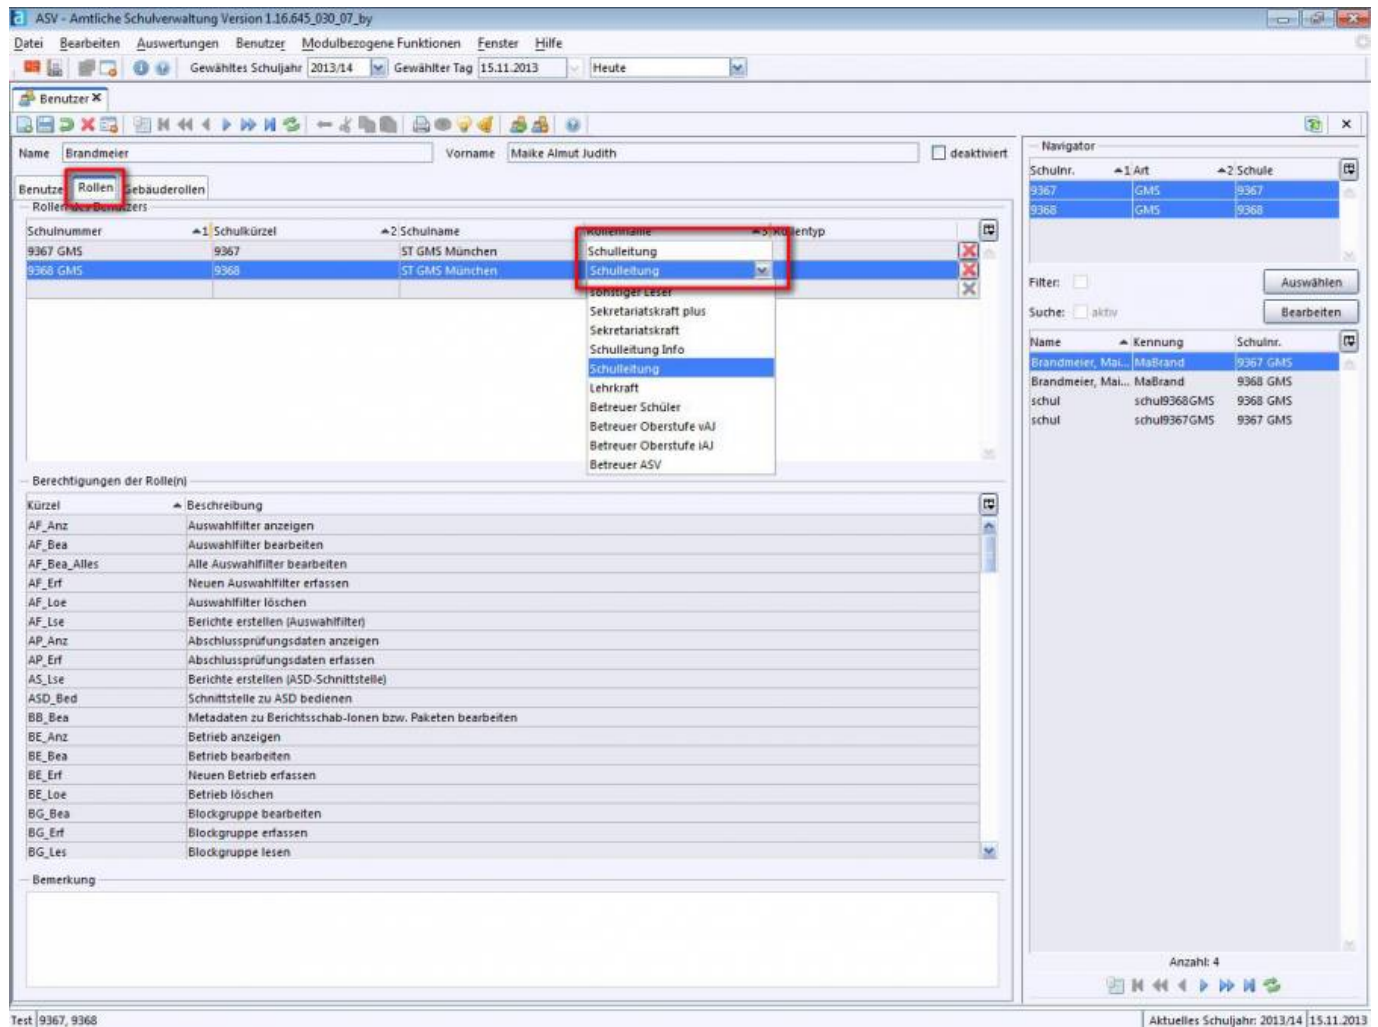 ASV - Amtliche Schulverwaltung Version 1.16.645_030_07_by
Datei Bearbeiten Auswertungen Benutzer Modulbezogene Funktionen Fenster Hilfe
Gewähltes Schuljahr 2013/14 Gewählter Tag 15.11.2013 Heute
Benutzer
Name Brandmeier Vorname Maike Almut Judith deaktiviert
Benutze Rollen Gebäuderollen
Rollen des Benutzers
Schulnummer 1 Schulkürzel 2 Schulname Rollenname 3 Rollentyp
9367 GMS 9367 ST GMS München Schulleitung
9368 GMS 9368 ST GMS München Schulleitung
sonstiger Leser
Sekretariatskraft plus
Sekretariatskraft
Schulleitung Info
Schulleitung
Lehrkraft
Betreuer Schüler
Betreuer Oberstufe vAJ
Betreuer Oberstufe iAJ
Betreuer ASV
Berechtigungen der Rolle(n)
Kürzel Beschreibung
AF_Anz Auswahlfilter anzeigen
AF_Bea Auswahlfilter bearbeiten
AF_Bea_Alles Alle Auswahlfilter bearbeiten
AF_Erf Neuen Auswahlfilter erfassen
AF_Loe Auswahlfilter löschen
AF_Lse Berichte erstellen (Auswahlfilter)
AP_Anz Abschlussprüfungsdaten anzeigen
AP_Erf Abschlussprüfungsdaten erfassen
AS_Lse Berichte erstellen (ASD-Schnittstelle)
ASD_Bed Schnittstelle zu ASD bedienen
BB_Bea Metadaten zu Berichtsschab-lonen bzw. Paketen bearbeiten
BE_Anz Betrieb anzeigen
BE_Bea Betrieb bearbeiten
BE_Erf Neuen Betrieb erfassen
BE_Loe Betrieb löschen
BG_Bea Blockgruppe bearbeiten
BG_Erf Blockgruppe erfassen
BG_Les Blockgruppe lesen
Bemerkung
Navigator
Schulnr. 1 Art 2 Schule
9367 GMS 9367
9368 GMS 9368
Filter: Auswählen
Suche: aktiv Bearbeiten
Name Kennung Schulnr.
Brandmeier, Mai... MaBrand 9367 GMS
Brandmeier, Mai... MaBrand 9368 GMS
schul schul9368GMS 9368 GMS
schul schul9367GMS 9367 GMS
Anzahl: 4
Test 9367, 9368 Aktuelles Schuljahr: 2013/14 15.11.2013